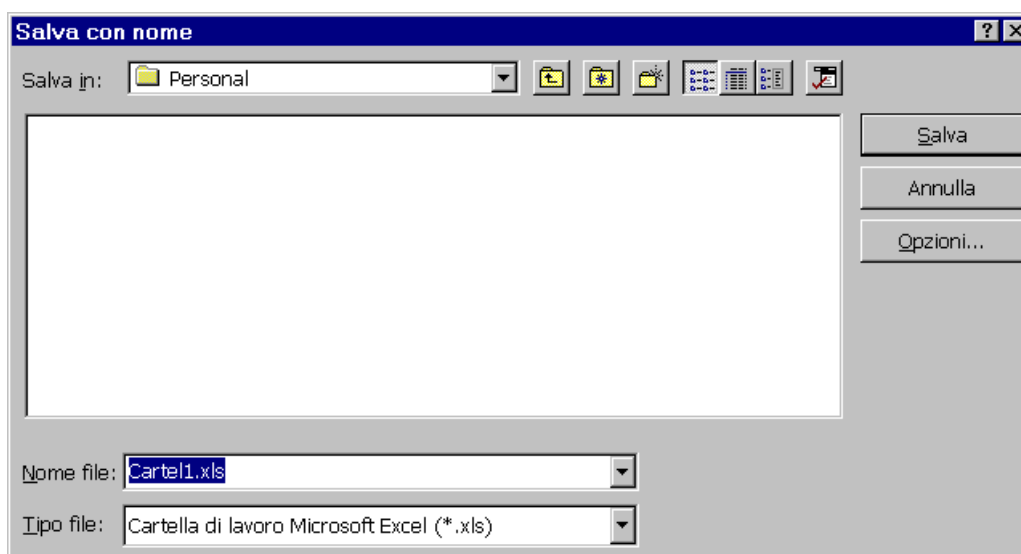 Salva con nome
Salva in: Personal
Salva
Annulla
Opzioni...
Nome file: Cartel1.xls
Tipo file: Cartella di lavoro Microsoft Excel (*.xls)